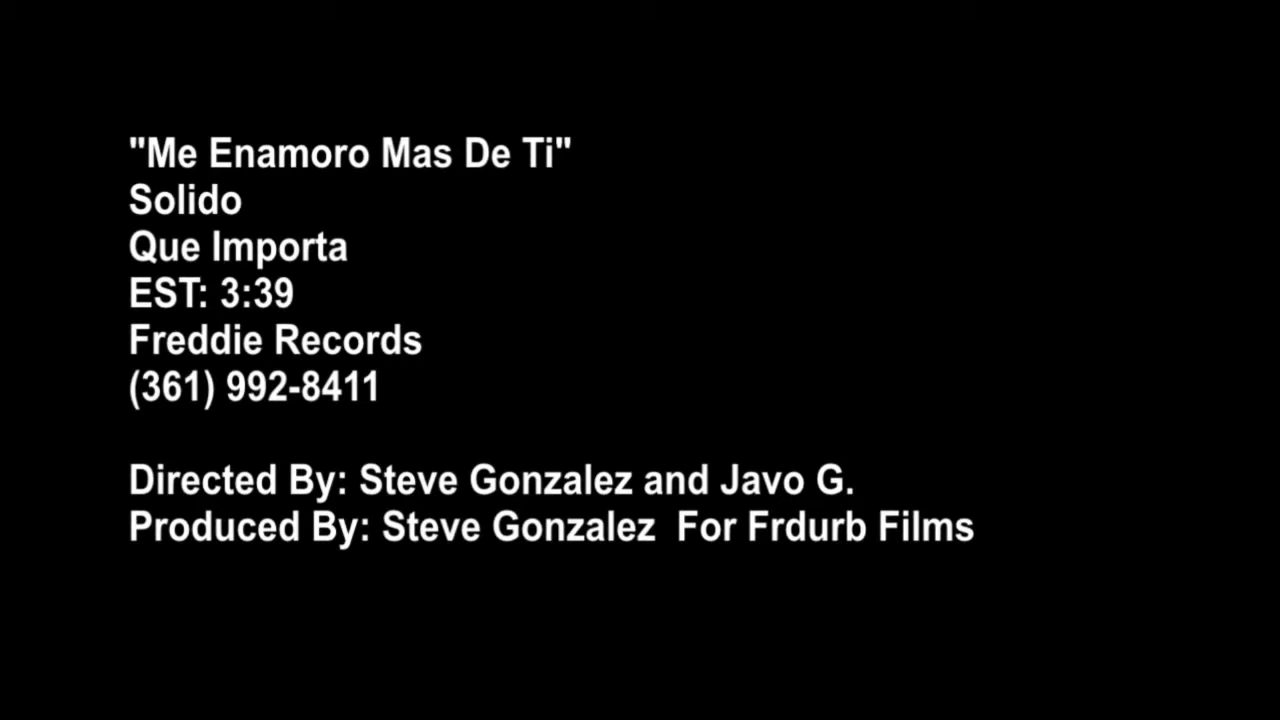 "Me Enamoro Mas De Ti"
Solido
Que Importa
EST: 3:39
Freddie Records
(361) 992-8411
Directed By: Steve Gonzalez and Javo G.
Produced By: Steve Gonzalez  For Frdurb Films